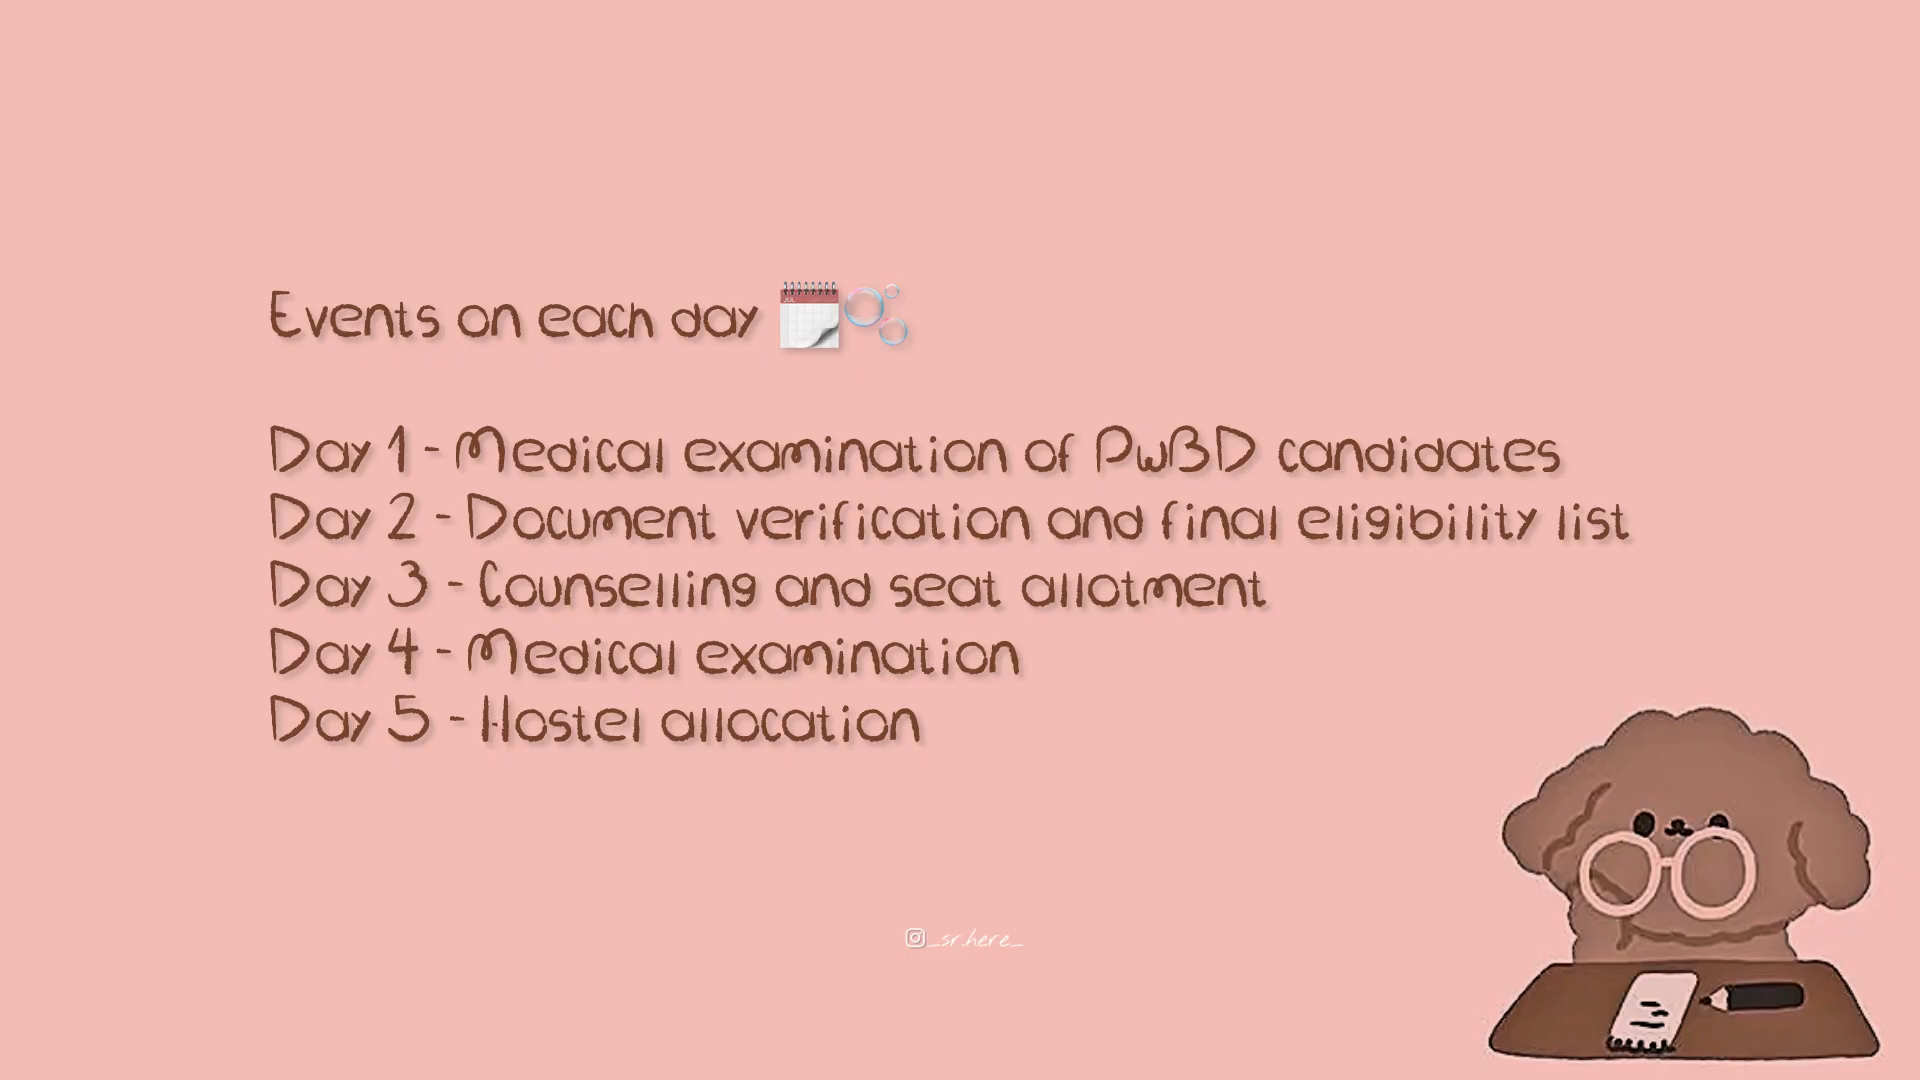 Events on each day
JUL
Day 1 - Medical examination of PwBD candidates
Day 2 - Document verification and final eligibility list
Day 3 - Counselling and seat allotment
Day 4 - Medical examination
Day 5 - Hostel allocation
_sr.here_